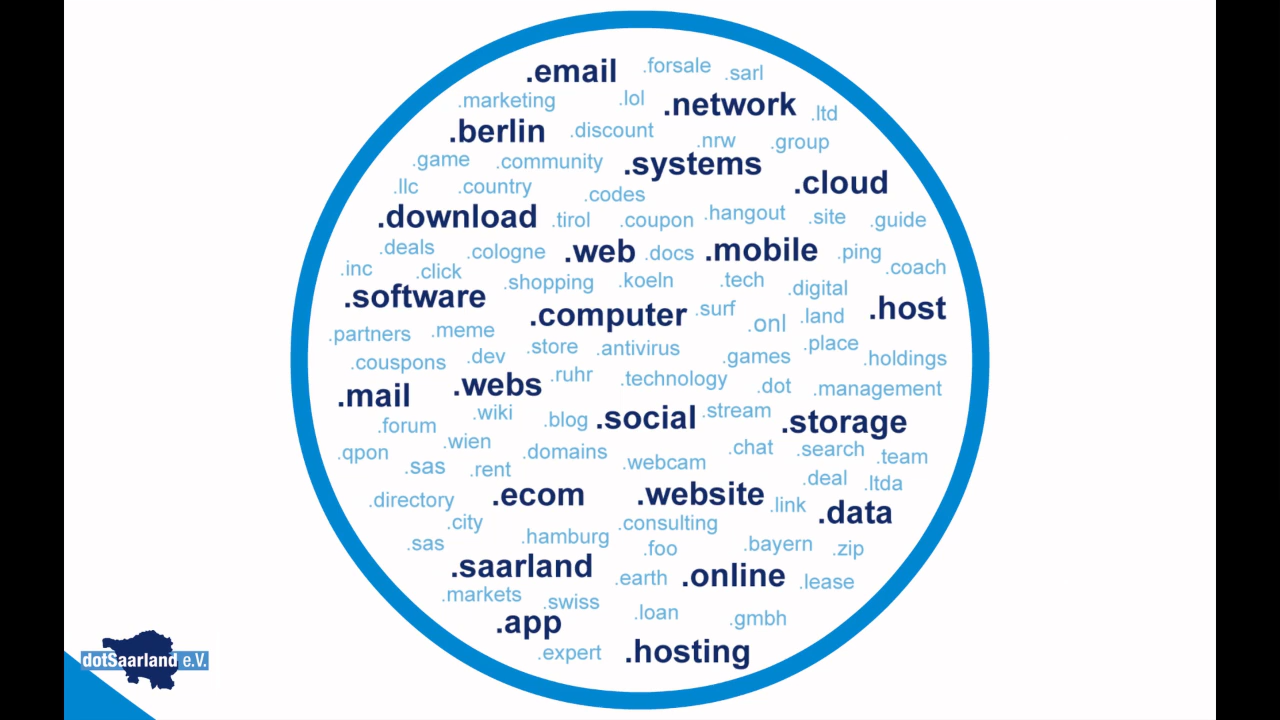 .email .forsale .sarl
.marketing .lol .network .ltd
.berlin .discount .nrw .group
.game .community .systems .cloud
.llc .country .codes
.download .tirol .coupon .hangout .site .guide
.deals .cologne .web .docs .mobile .ping
.inc .click .shopping .koeln .tech .digital .coach
.software .computer .surf .onl .land .host
.partners .meme .store .antivirus .games .place .holdings
.couspons .dev .ruhr .technology .dot .management
.mail .webs .wiki .blog .social .stream .storage
.forum .wien .domains .chat .search .team
.qpon .sas .rent .webcam .deal .ltda
.directory .ecom .website .link .data
.city .hamburg .consulting
.sas .foo .bayern .zip
.saarland .earth .online .lease
.markets .swiss .loan .gmbh
.app .expert .hosting
dotSaarland e.V.